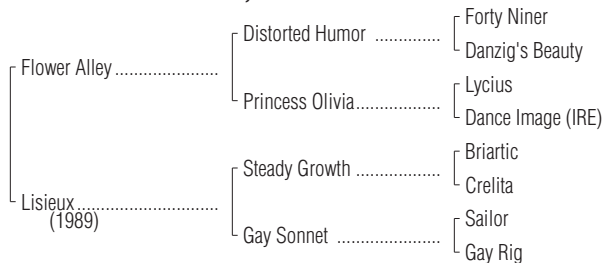 Forty Niner
Distorted Humor ..............
Danzig's Beauty
Flower Alley ......................
Lycius
Princess Olivia..................
Dance Image (IRE)
Briartic
Steady Growth ..................
Crelita
Lisieux..............................
(1989)
Sailor
Gay Sonnet ......................
Gay Rig